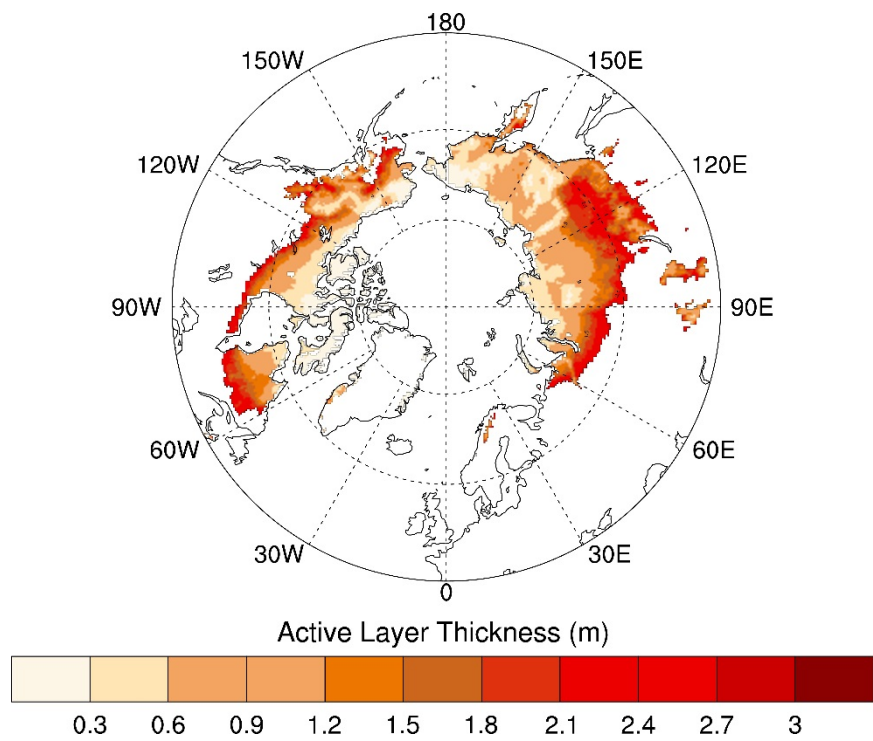 180
150W 150E
120W 120E
90W 90E
60W 60E
30W 30E
0
Active Layer Thickness (m)
0.3 0.6 0.9 1.2 1.5 1.8 2.1 2.4 2.7 3